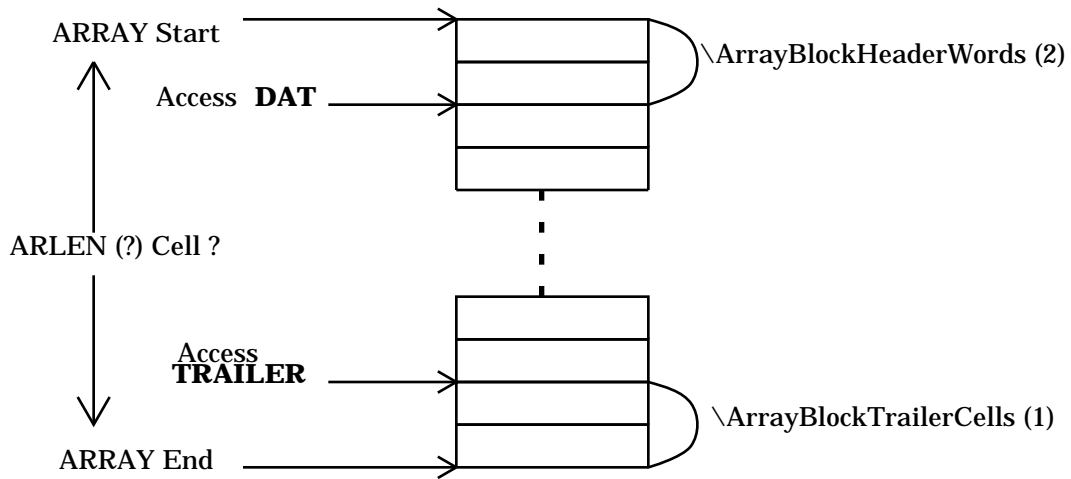 ARRAY Start
\ArrayBlockHeaderWords (2)
Access DAT
ARLEN (?) Cell ?
Access
TRAILER
\ArrayBlockTrailerCells (1)
ARRAY End